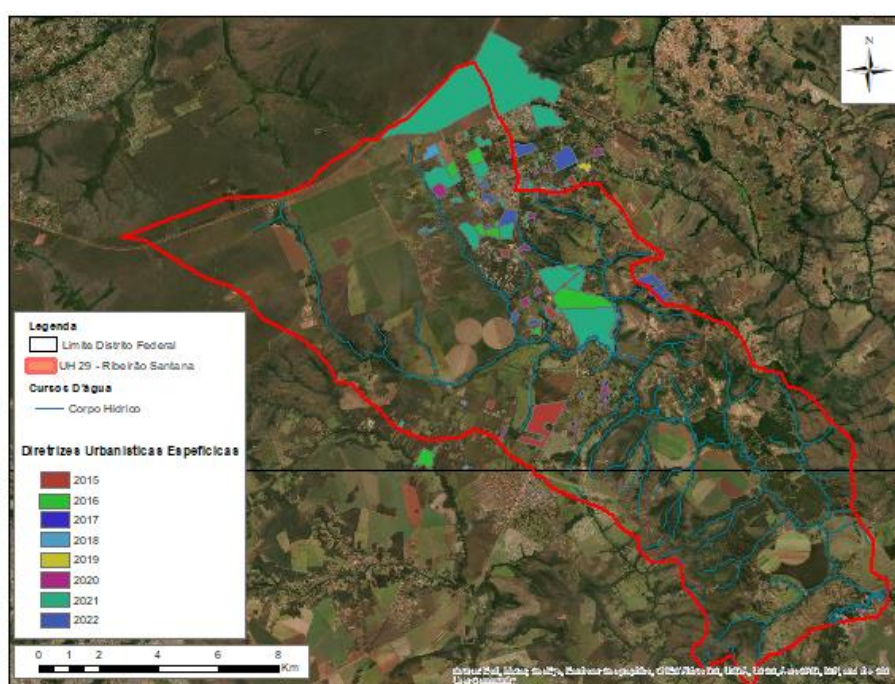 N
Legenda
Limite Distrito Federal
UH 29 - Ribeirão Santana
Cursos D'água
Corpo Hídrico
Diretrizes Urbanísticas Espefícicas
2015
2016
2017
2018
2019
2020
2021
2022
0 1 2 4 6 8
Km